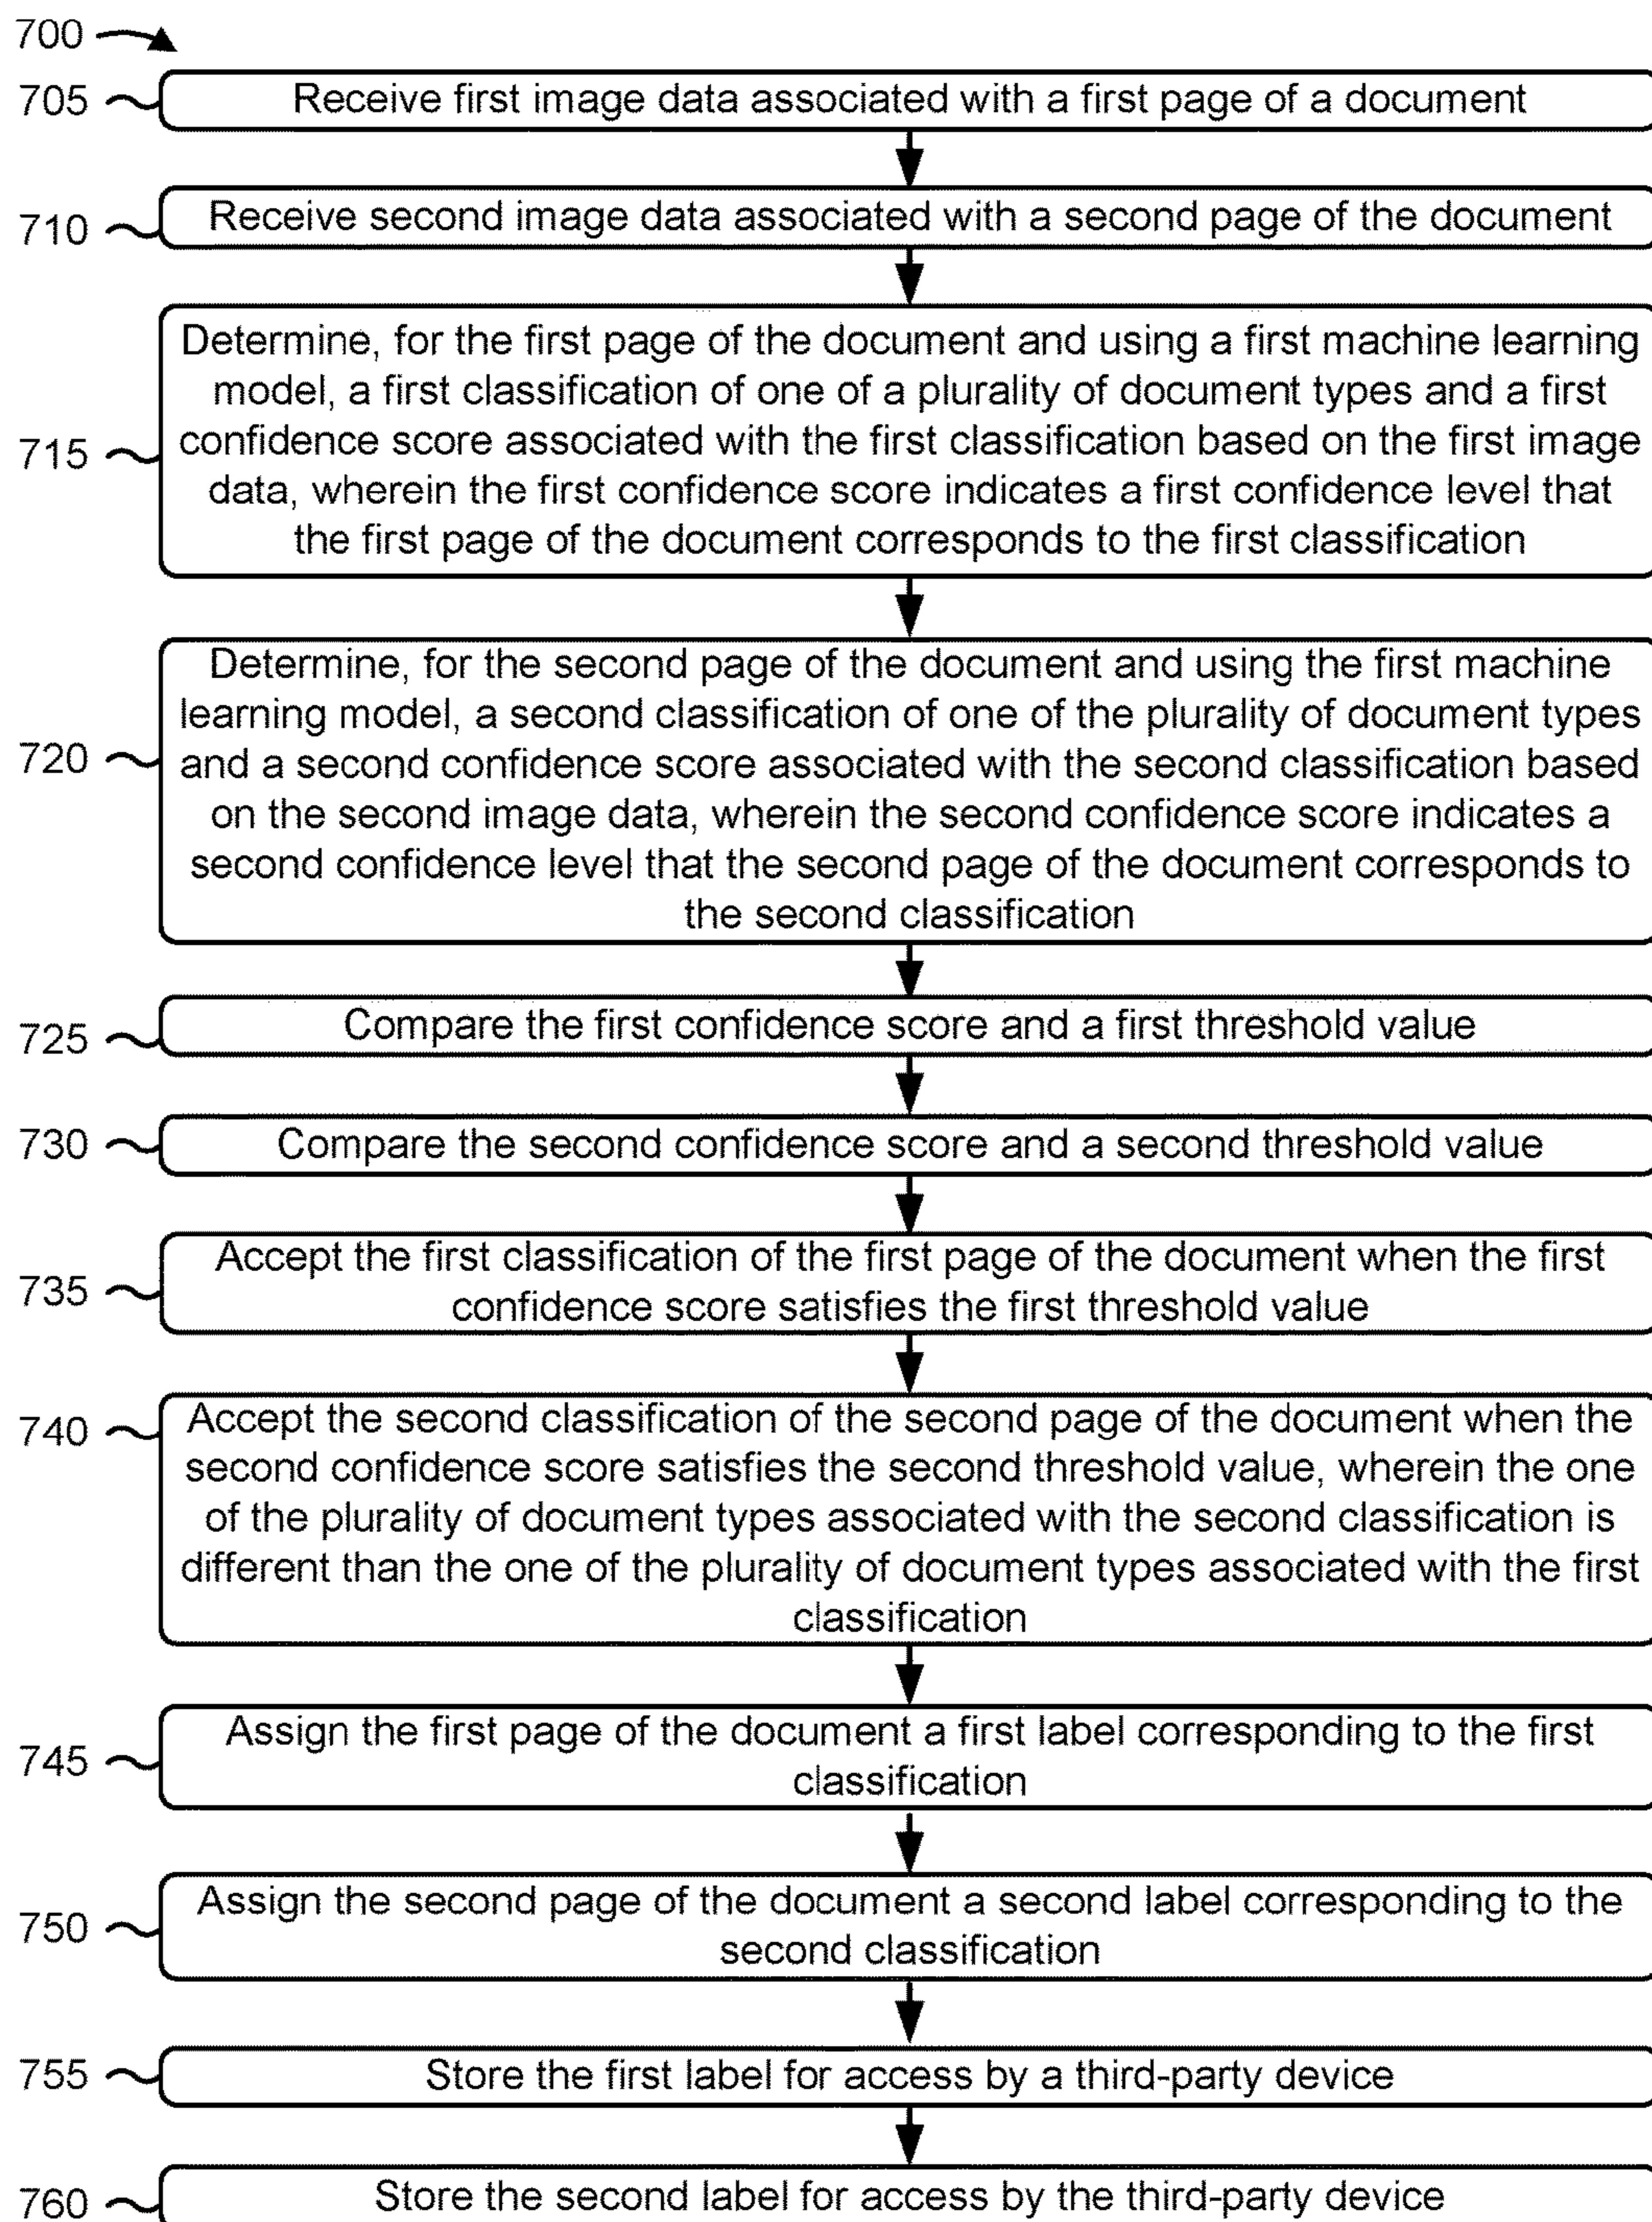 700
705
Receive first image data associated with a first page of a document
710
Receive second image data associated with a second page of the document
715
Determine, for the first page of the document and using a first machine learning
model, a first classification of one of a plurality of document types and a first
confidence score associated with the first classification based on the first image
data, wherein the first confidence score indicates a first confidence level that
the first page of the document corresponds to the first classification
720
Determine, for the second page of the document and using the first machine
learning model, a second classification of one of the plurality of document types
and a second confidence score associated with the second classification based
on the second image data, wherein the second confidence score indicates a
second confidence level that the second page of the document corresponds to
the second classification
725
Compare the first confidence score and a first threshold value
730
Compare the second confidence score and a second threshold value
735
Accept the first classification of the first page of the document when the first
confidence score satisfies the first threshold value
740
Accept the second classification of the second page of the document when the
second confidence score satisfies the second threshold value, wherein the one
of the plurality of document types associated with the second classification is
different than the one of the plurality of document types associated with the first
classification
745
Assign the first page of the document a first label corresponding to the first
classification
750
Assign the second page of the document a second label corresponding to the
second classification
755
Store the first label for access by a third-party device
760
Store the second label for access by the third-party device